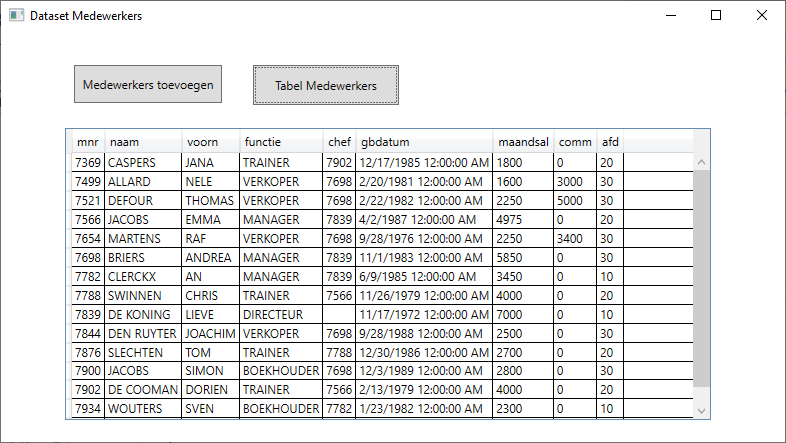 Dataset Medewerkers
Medewerkers toevoegen Tabel Medewerkers
mnr naam voorn functie chef gbdatum maandsal comm afd
7369 CASPERS JANA TRAINER 7902 12/17/1985 12:00:00 AM 1800 0 20
7499 ALLARD NELE VERKOPER 7698 2/20/1981 12:00:00 AM 1600 3000 30
7521 DEFOUR THOMAS VERKOPER 7698 2/22/1982 12:00:00 AM 2250 5000 30
7566 JACOBS EMMA MANAGER 7839 4/2/1987 12:00:00 AM 4975 0 20
7654 MARTENS RAF VERKOPER 7698 9/28/1976 12:00:00 AM 2250 3400 30
7698 BRIERS ANDREA MANAGER 7839 11/1/1983 12:00:00 AM 5850 0 30
7782 CLERCKX AN MANAGER 7839 6/9/1985 12:00:00 AM 3450 0 10
7788 SWINNEN CHRIS TRAINER 7566 11/26/1979 12:00:00 AM 4000 0 20
7839 DE KONING LIEVE DIRECTEUR 11/17/1972 12:00:00 AM 7000 0 10
7844 DEN RUYTER JOACHIM VERKOPER 7698 9/28/1988 12:00:00 AM 2500 0 30
7876 SLECHTEN TOM TRAINER 7788 12/30/1986 12:00:00 AM 2700 0 20
7900 JACOBS SIMON BOEKHOUDER 7698 12/3/1989 12:00:00 AM 2800 0 30
7902 DE COOMAN DORIEN TRAINER 7566 2/13/1979 12:00:00 AM 4000 0 20
7934 WOUTERS SVEN BOEKHOUDER 7782 1/23/1982 12:00:00 AM 2300 0 10